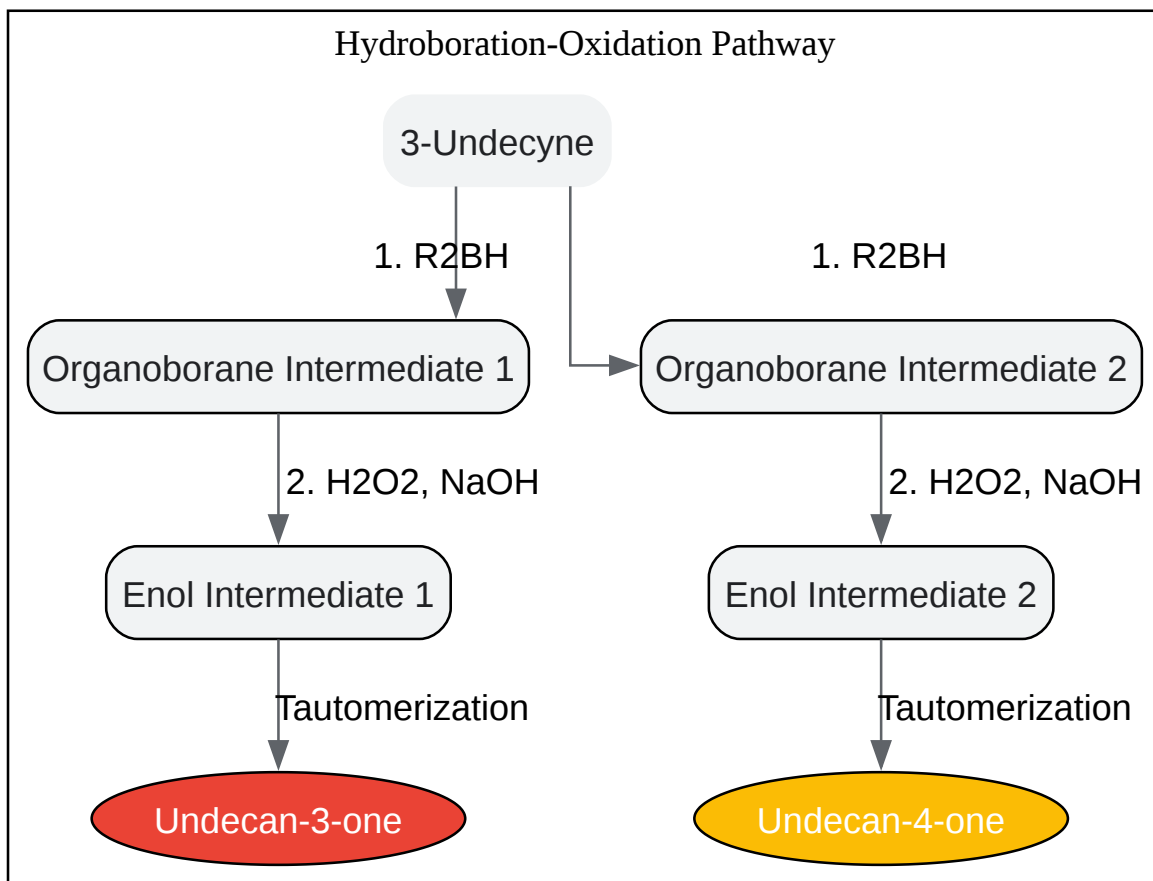 Hydroboration-Oxidation Pathway
3-Undecyne
1. R2BH
1. R2BH
Organoborane Intermediate 1
Organoborane Intermediate 2
2. H2O2, NaOH
2. H2O2, NaOH
Enol Intermediate 1
Enol Intermediate 2
Tautomerization
Tautomerization
Undecan-3-one
Undecan-4-one